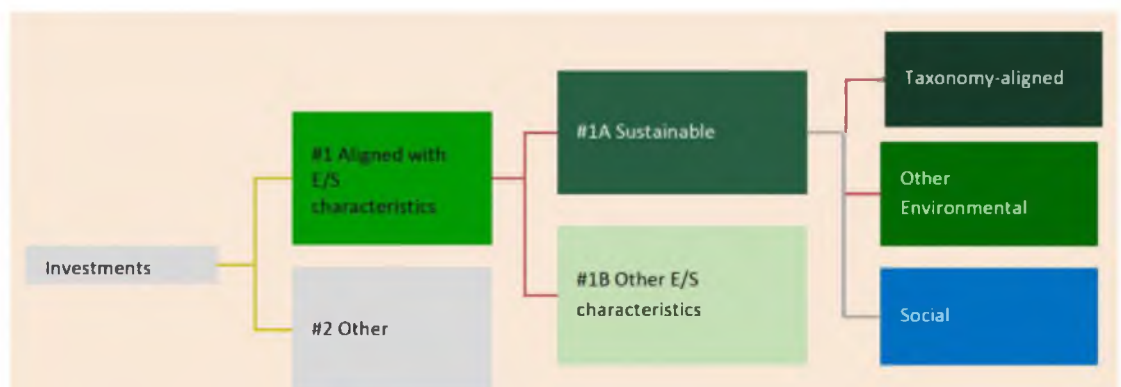 Investments
#1 Aligned with
E/S
characteristics
#2 Other
#1A Sustainable
#1B Other E/S
characteristics
Taxonomy-aligned
Other
Environmental
Social